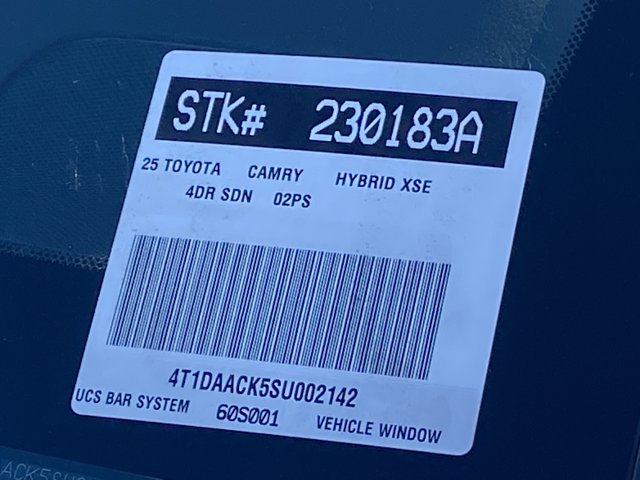 STK# 230183A
25 TOYOTA CAMRY HYBRID XSE
4DR SDN 02PS
4T1DAACK5SU002142
UCS BAR SYSTEM 60S001 VEHICLE WINDOW